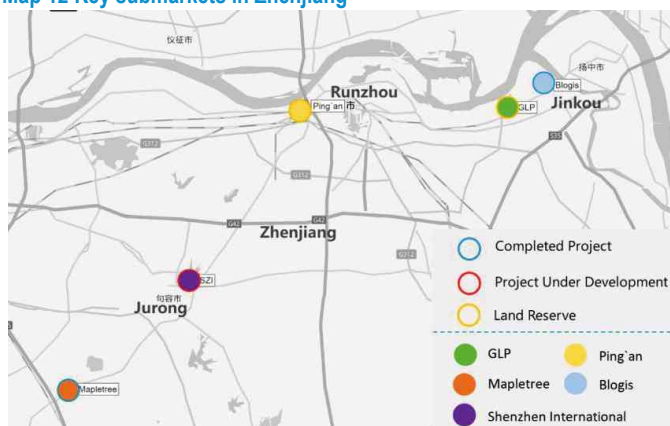 Map 12 Key submarkets in Zhenjiang
仪征市
扬中市
Runzhou
Blogis
Ping`an
市
GLP
Jinkou
S35
G312
G312
G42
G42
Zhenjiang
G312
Completed Project
SZI
Project Under Development
句容市
Jurong
Land Reserve
GLP
Ping`an
Mapletree
Mapletree
Blogis
Shenzhen International